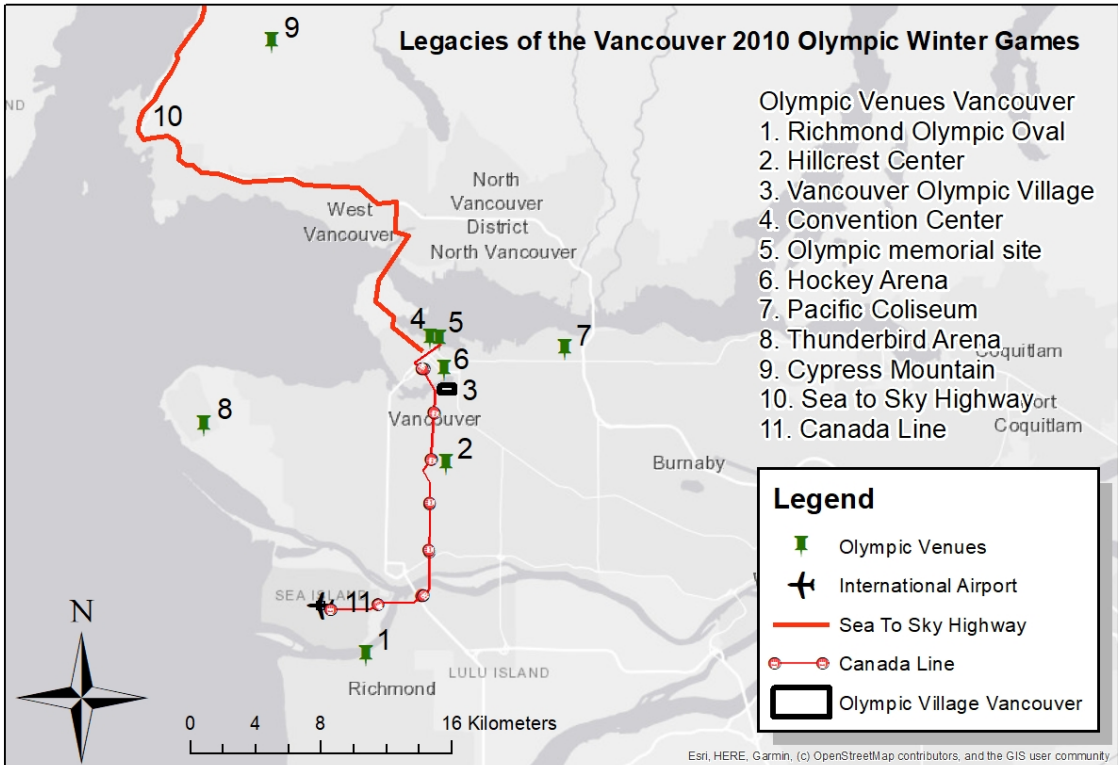 9
Legacies of the Vancouver 2010 Olympic Winter Games
ND
10
Olympic Venues Vancouver
1. Richmond Olympic Oval
2. Hillcrest Center
3. Vancouver Olympic Village
4. Convention Center
5. Olympic memorial site
6. Hockey Arena
7. Pacific Coliseum
8. Thunderbird Arena
9. Cypress Mountain
10. Sea to Sky Highway
11. Canada Line
North
Vancouver
District
West
Vancouver
North Vancouver
4
5
7
6
3
Coquitlam
Port
Coquitlam
8
Vancouver
2
Burnaby
SEA ISLAND
11
1
Richmond
LULU ISLAND
N
0 4 8 16 Kilometers
Legend
Olympic Venues
International Airport
Sea To Sky Highway
Canada Line
Olympic Village Vancouver
Esri, HERE, Garmin, (c) OpenStreetMap contributors, and the GIS user community